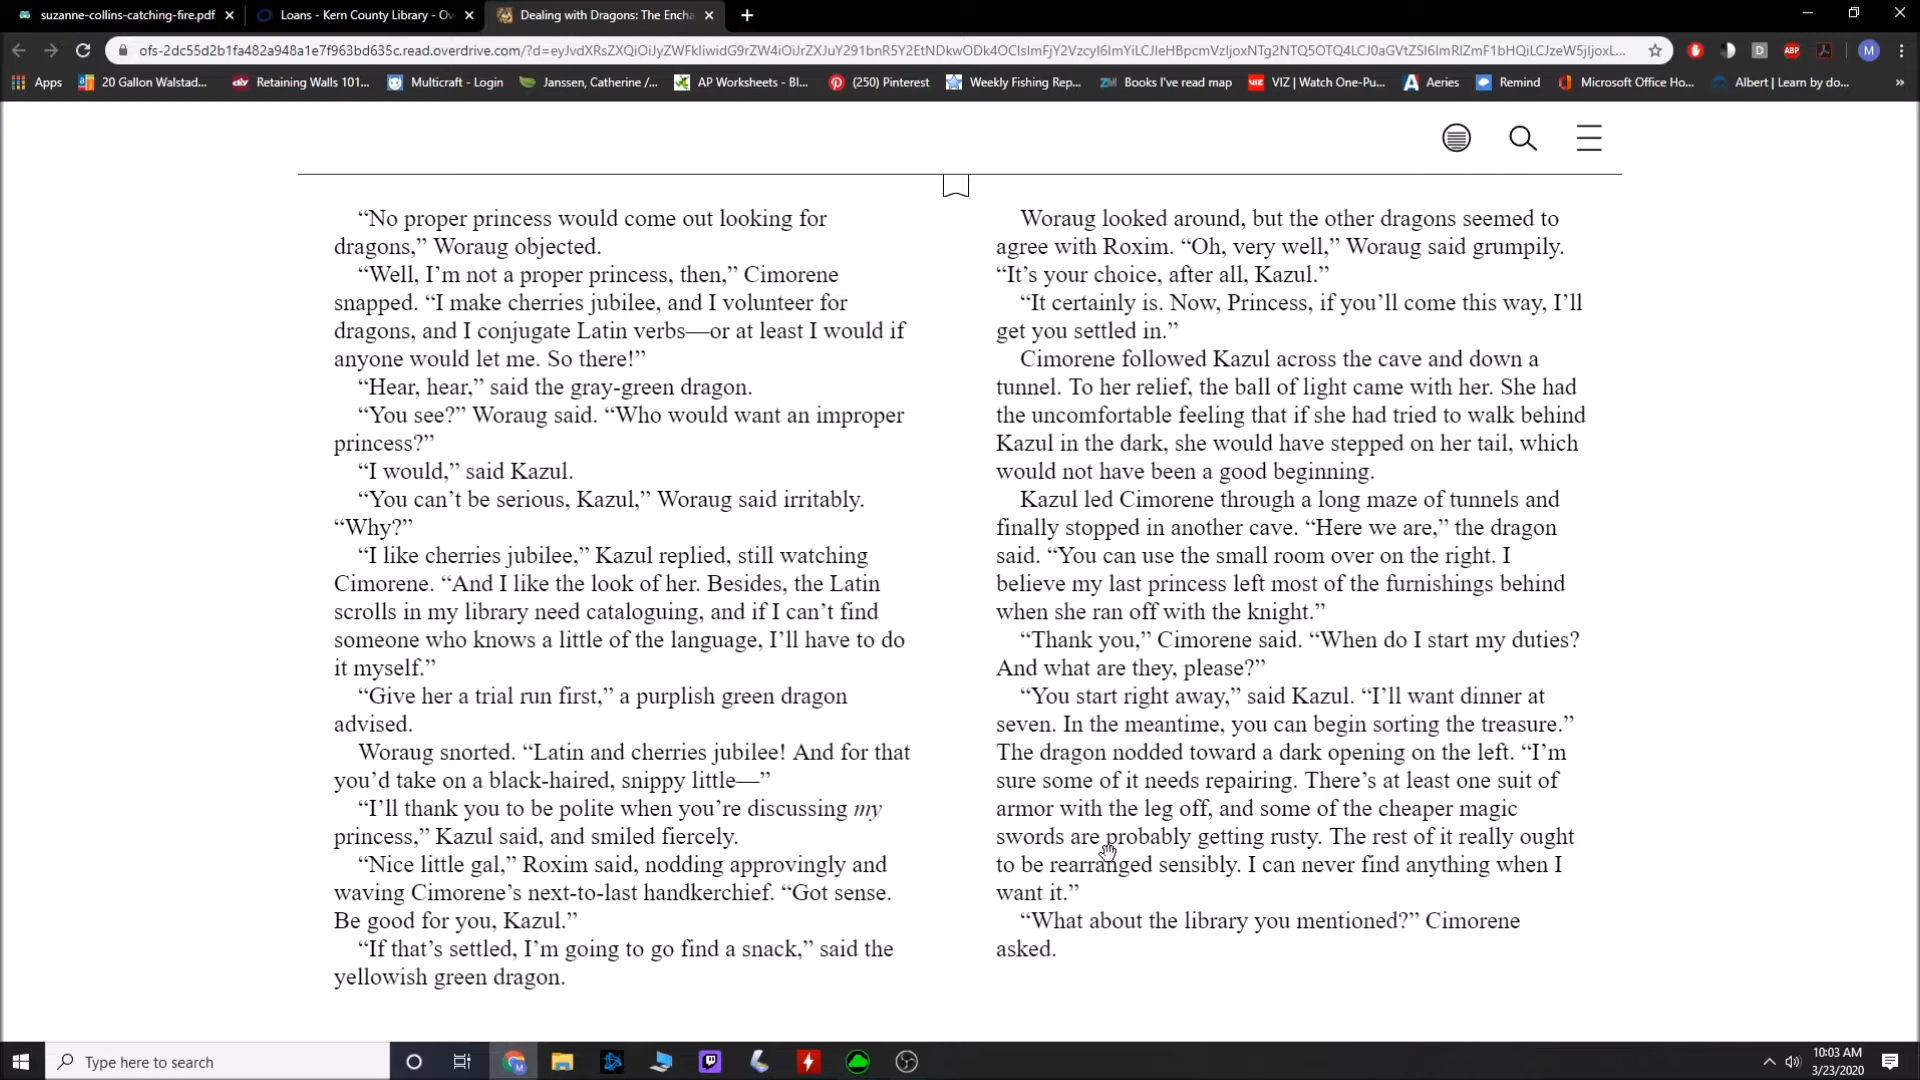 suzanne-collins-catching-fire.pdf
Loans - Kern County Library - Ov
Dealing with Dragons: The Encha
Apps
20 Gallon Walstad...
Retaining Walls 101...
Multicraft - Login
Janssen, Catherine /...
AP Worksheets - Bl...
(250) Pinterest
Weekly Fishing Rep...
Books I've read map
VIZ | Watch One-Pu...
Aeries
Remind
Microsoft Office Ho...
Albert | Learn by do...
“No proper princess would come out looking for
dragons,” Woraug objected.
“Well, I’m not a proper princess, then,” Cimorene
snapped. “I make cherries jubilee, and I volunteer for
dragons, and I conjugate Latin verbs—or at least I would if
anyone would let me. So there!”
“Hear, hear,” said the gray-green dragon.
“You see?” Woraug said. “Who would want an improper
princess?”
“I would,” said Kazul.
“You can’t be serious, Kazul,” Woraug said irritably.
“Why?”
“I like cherries jubilee,” Kazul replied, still watching
Cimorene. “And I like the look of her. Besides, the Latin
scrolls in my library need cataloguing, and if I can’t find
someone who knows a little of the language, I’ll have to do
it myself.”
“Give her a trial run first,” a purplish green dragon
advised.
Woraug snorted. “Latin and cherries jubilee! And for that
you’d take on a black-haired, snippy little—”
“I’ll thank you to be polite when you’re discussing my
princess,” Kazul said, and smiled fiercely.
“Nice little gal,” Roxim said, nodding approvingly and
waving Cimorene’s next-to-last handkerchief. “Got sense.
Be good for you, Kazul.”
“If that’s settled, I’m going to go find a snack,” said the
yellowish green dragon.
Woraug looked around, but the other dragons seemed to
agree with Roxim. “Oh, very well,” Woraug said grumpily.
“It’s your choice, after all, Kazul.”
“It certainly is. Now, Princess, if you’ll come this way, I’ll
get you settled in.”
Cimorene followed Kazul across the cave and down a
tunnel. To her relief, the ball of light came with her. She had
the uncomfortable feeling that if she had tried to walk behind
Kazul in the dark, she would have stepped on her tail, which
would not have been a good beginning.
Kazul led Cimorene through a long maze of tunnels and
finally stopped in another cave. “Here we are,” the dragon
said. “You can use the small room over on the right. I
believe my last princess left most of the furnishings behind
when she ran off with the knight.”
“Thank you,” Cimorene said. “When do I start my duties?
And what are they, please?”
“You start right away,” said Kazul. “I’ll want dinner at
seven. In the meantime, you can begin sorting the treasure.”
The dragon nodded toward a dark opening on the left. “I’m
sure some of it needs repairing. There’s at least one suit of
armor with the leg off, and some of the cheaper magic
swords are probably getting rusty. The rest of it really ought
to be rearranged sensibly. I can never find anything when I
want it.”
“What about the library you mentioned?” Cimorene
asked.
Type here to search
10:03 AM
3/23/2020